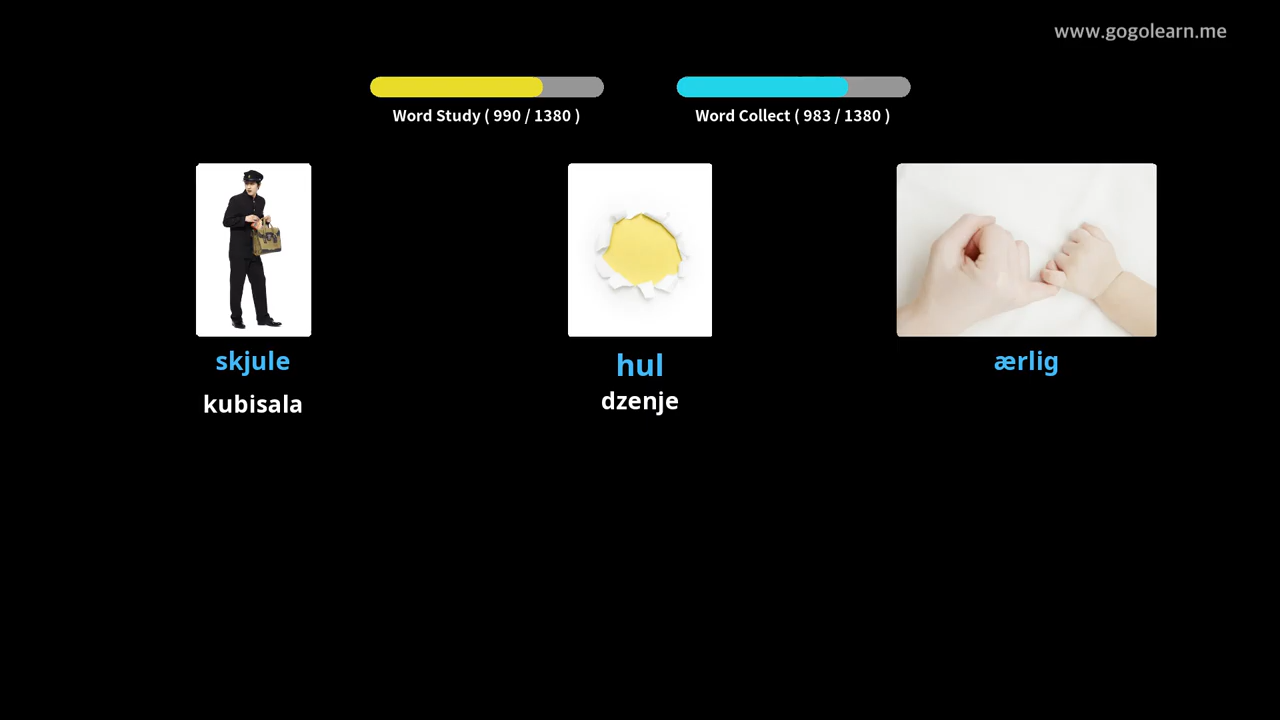 www.gogolearn.me
Word Study ( 990 / 1380 )
Word Collect ( 983 / 1380 )
skjule
hul
ærlig
kubisala
dzenje